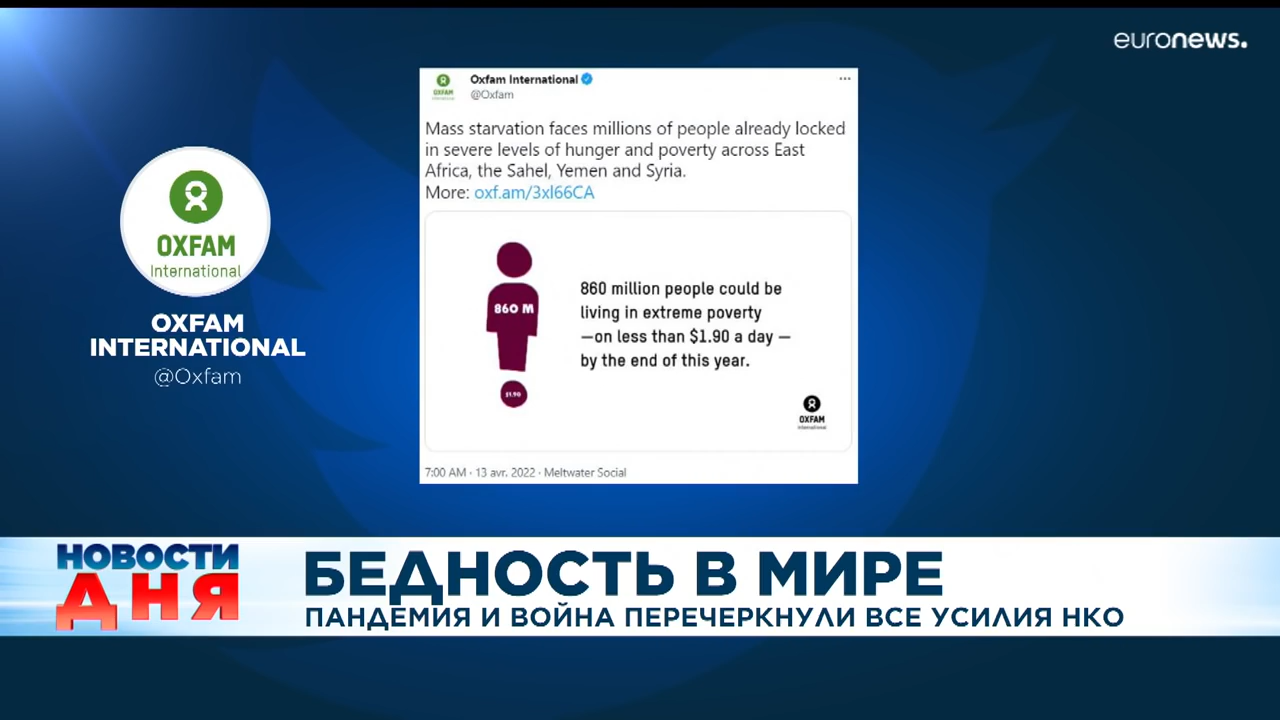 euronews.
Oxfam International
@Oxfam
OXFAM
International
Mass starvation faces millions of people already locked
in severe levels of hunger and poverty across East
Africa, the Sahel, Yemen and Syria.
More: oxf.am/3xl66CA
860 M
$1.90
860 million people could be
living in extreme poverty
—on less than $1.90 a day —
by the end of this year.
OXFAM
International
7:00 AM · 13 avr. 2022 · Meltwater Social
OXFAM
International
OXFAM
INTERNATIONAL
@Oxfam
НОВОСТИ
ДНЯ
БЕДНОСТЬ В МИРЕ
ПАНДЕМИЯ И ВОЙНА ПЕРЕЧЕРКНУЛИ ВСЕ УСИЛИЯ НКО